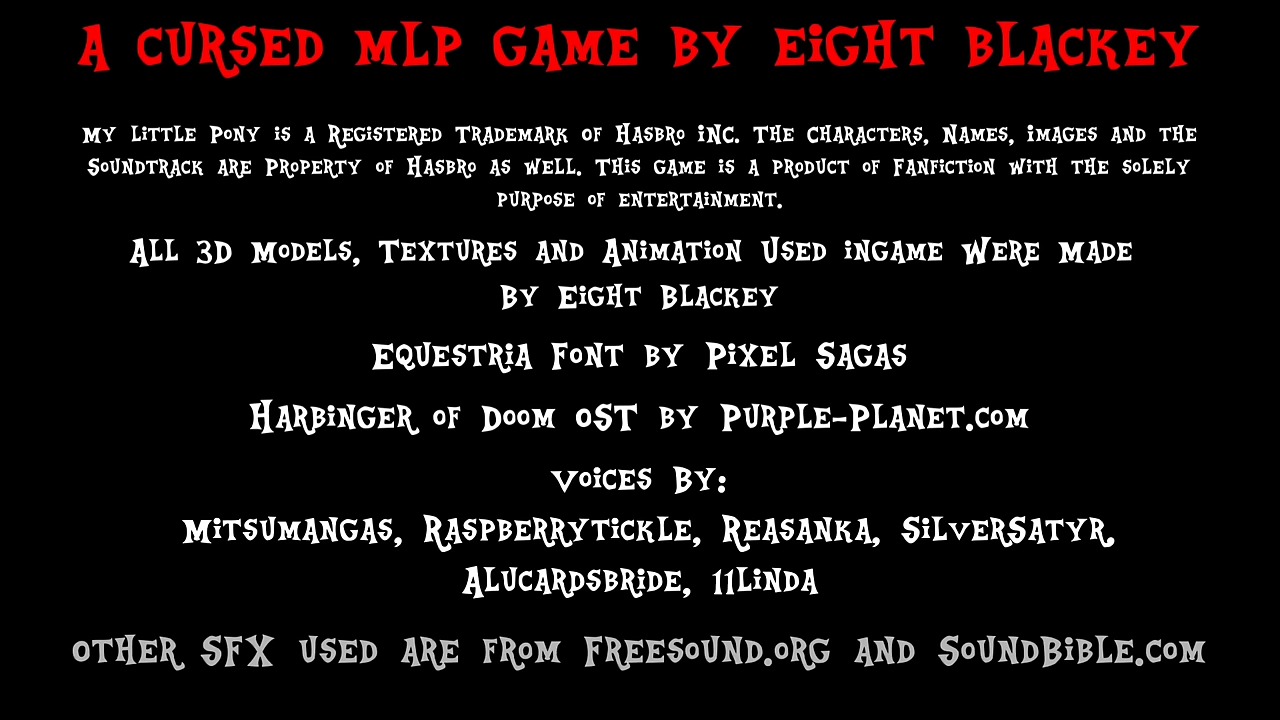 A CURSED MLP GAME BY EIGHT BLACKEY
MY LITTLE PONY IS A REGISTERED TRADEMARK OF HASBRO INC. THE CHARACTERS, NAMES, IMAGES AND THE
SOUNDTRACK ARE PROPERTY OF HASBRO AS WELL. THIS GAME IS A PRODUCT OF FANFICTION WITH THE SOLELY
PURPOSE OF ENTERTAINMENT.
ALL 3D MODELS, TEXTURES AND ANIMATION USED INGAME WERE MADE
BY EIGHT BLACKEY
EQUESTRIA FONT BY PIXEL SAGAS
HARBINGER OF DOOM OST BY PURPLE-PLANET.COM
VOICES BY:
MITSUMANGAS, RASPBERRYTICKLE, REASANKA, SILVERSATYR,
ALUCARDSBRIDE, 11LINDA
OTHER SFX USED ARE FROM FREESOUND.ORG AND SOUNDBIBLE.COM